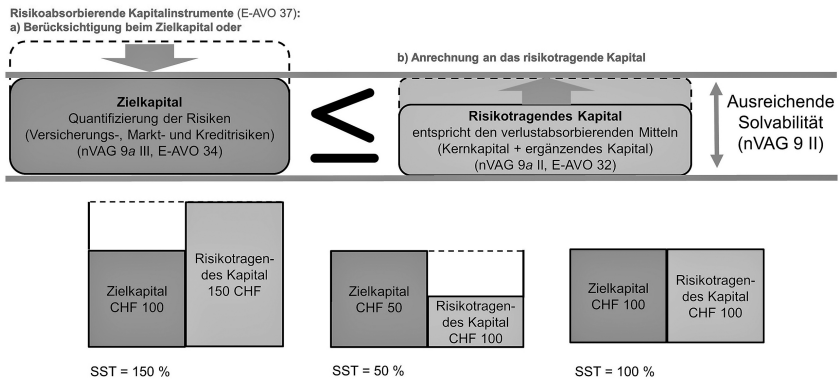 Risikoabsorbierende Kapitalinstrumente (E-AVO 37):
a) Berücksichtigung beim Zielkapital oder
b) Anrechnung an das risikotragende Kapital
Zielkapital
Quantifizierung der Risiken
(Versicherungs-, Markt- und Kreditrisiken)
(nVAG 9a III, E-AVO 34)
≤
Risikotragendes Kapital
entspricht den verlustabsorbierenden Mitteln
(Kernkapital + ergänzendes Kapital)
(nVAG 9a II, E-AVO 32)
Ausreichende
Solvabilität
(nVAG 9 II)
Zielkapital
CHF 100
Risikotragen-
des Kapital
150 CHF
SST = 150 %
Zielkapital
CHF 50
Risikotragen-
des Kapital
CHF 100
SST = 50 %
Zielkapital
CHF 100
Risikotragen-
des Kapital
CHF 100
SST = 100 %